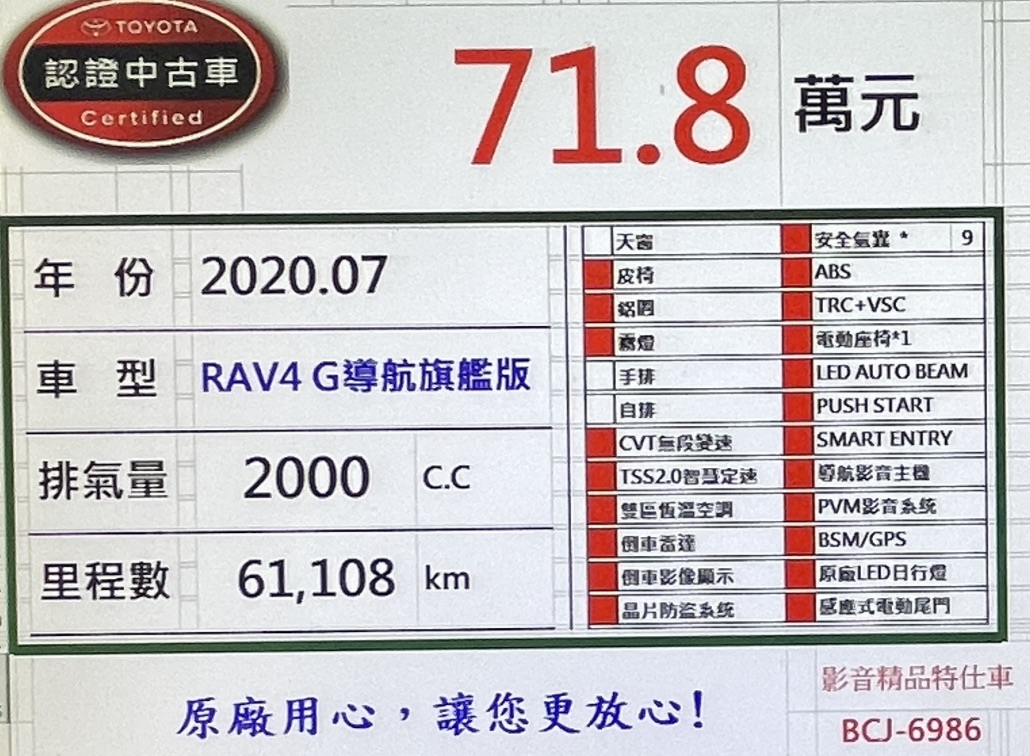 TOYOTA
認證中古車
Certified
71.8 萬元
年份 2020.07
車型 RAV4 G導航旗艦版
排氣量 2000 C.C
里程數 61,108 km
天窗
皮椅
鋁圈
霧燈
手排
自排
CVT無段變速
TSS2.0智慧定速
雙區恆溫空調
倒車雷達
倒車影像顯示
晶片防盜系統
安全氣囊 * 9
ABS
TRC+VSC
電動座椅*1
LED AUTO BEAM
PUSH START
SMART ENTRY
導航影音主機
PVM影音系統
BSM/GPS
原廠LED日行燈
感應式電動尾門
原廠用心，讓您更放心!
影音精品特仕車
BCJ-6986